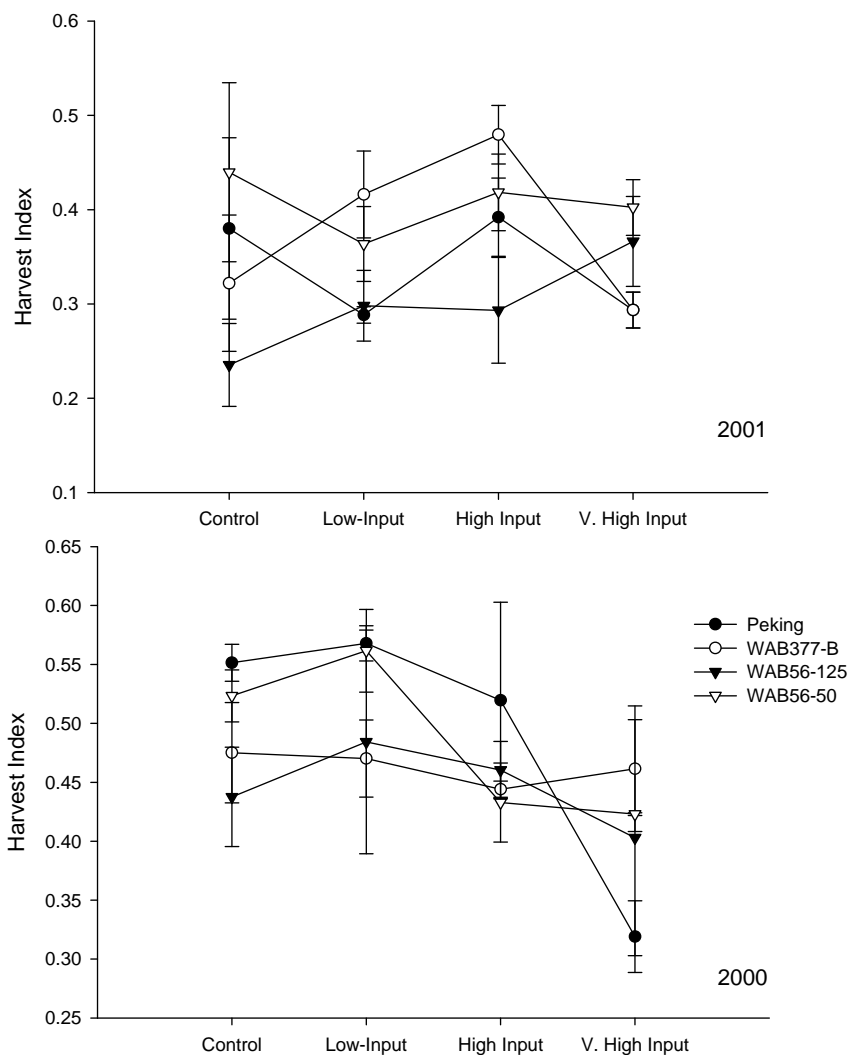 0.6
0.5
0.4
0.3
0.2
0.1
Harvest Index
2001
Control Low-Input High Input V. High Input
0.65
0.60
0.55
0.50
0.45
0.40
0.35
0.30
0.25
Harvest Index
Peking
WAB377-B
WAB56-125
WAB56-50
2000
Control Low-Input High Input V. High Input